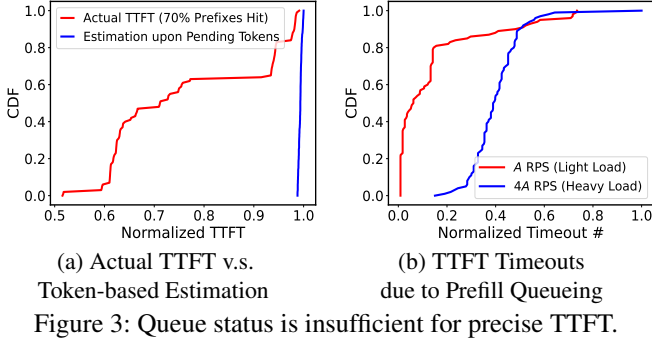 Actual TTFT (70% Prefixes Hit)
Estimation upon Pending Tokens
CDF
1.0
0.8
0.6
0.4
0.2
0.0
0.5 0.6 0.7 0.8 0.9 1.0
Normalized TTFT
(a) Actual TTFT v.s.
Token-based Estimation
CDF
1.0
0.8
0.6
0.4
0.2
0.0
A RPS (Light Load)
4A RPS (Heavy Load)
0.0 0.2 0.4 0.6 0.8 1.0
Normalized Timeout #
(b) TTFT Timeouts
due to Prefill Queueing
Figure 3: Queue status is insufficient for precise TTFT.